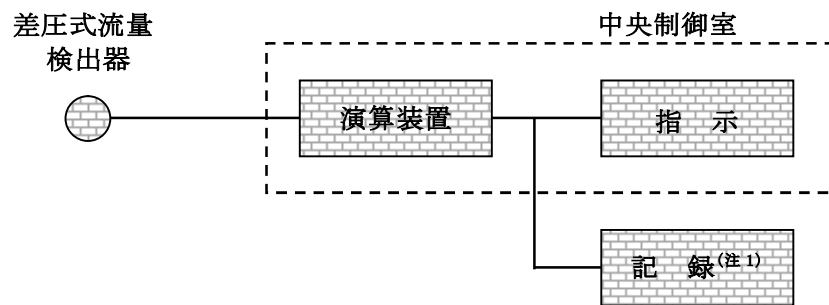 差圧式流量
検出器
中央制御室
演算装置
指 示
記 録(注1)